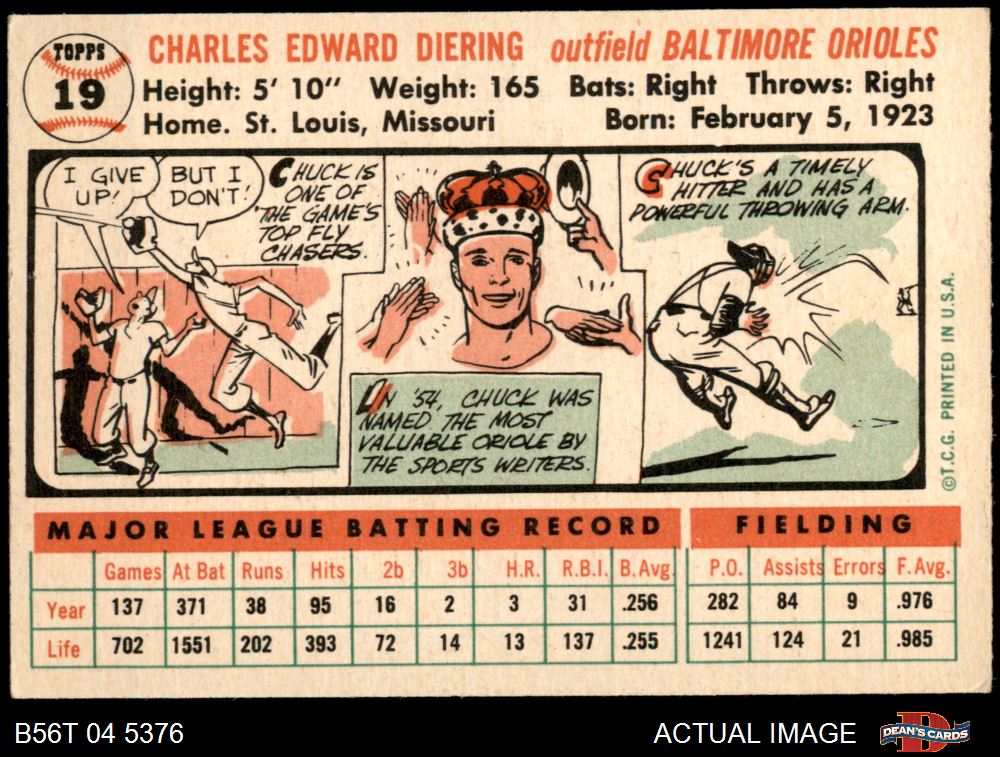 TOPPS
19
CHARLES EDWARD DIERING outfield BALTIMORE ORIOLES
Height: 5' 10" Weight: 165 Bats: Right Throws: Right
Home. St. Louis, Missouri Born: February 5, 1923
I GIVE
UP!
BUT I
DON'T!
CHUCK IS
ONE OF
THE GAME'S
TOP FLY
CHASERS.
IN '54, CHUCK WAS
NAMED THE MOST
VALUABLE ORIOLE BY
THE SPORTS WRITERS.
CHUCK'S A TIMELY
HITTER AND HAS A
POWERFUL THROWING ARM.
©T.C.G. PRINTED IN U.S.A.
MAJOR LEAGUE BATTING RECORD FIELDING
Games At Bat Runs Hits 2b 3b H.R. R.B.I. B. Avg. P.O. Assists Errors F. Avg.
Year 137 371 38 95 16 2 3 31 .256 282 84 9 .976
Life 702 1551 202 393 72 14 13 137 .255 1241 124 21 .985
B56T 04 5376 ACTUAL IMAGE
D
DEAN'S CARDS